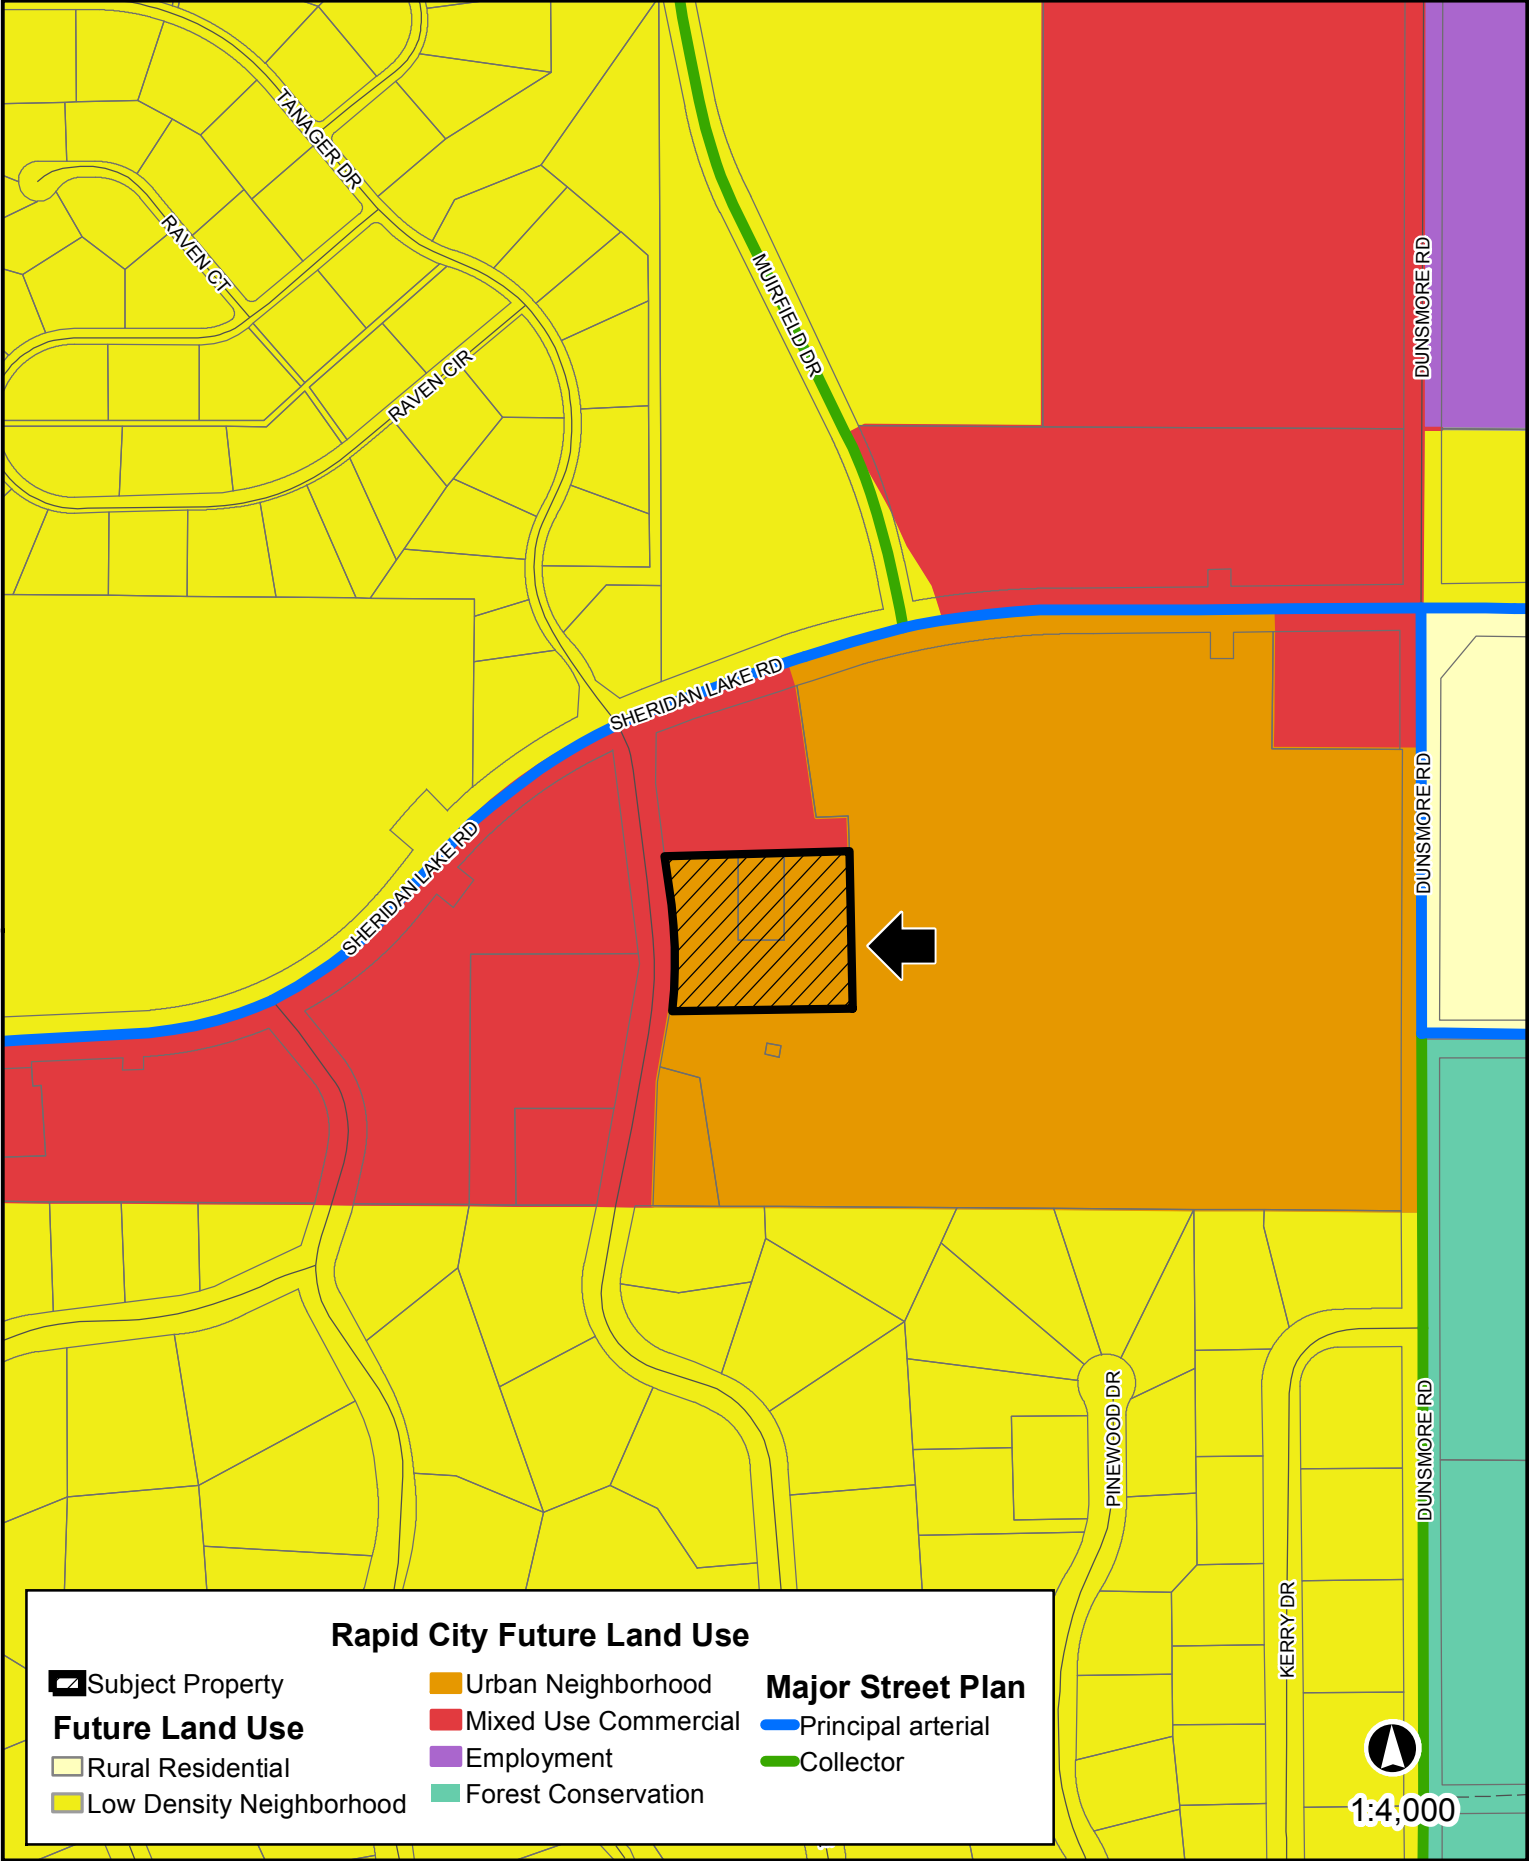 TANAGER DR
RAVEN CT
RAVEN CIR
MUIRFIELD DR
DUNSMORE RD
SHERIDAN LAKE RD
SHERIDAN LAKE RD
DUNSMORE RD
PINEWOOD DR
DUNSMORE RD
KERRY DR
Rapid City Future Land Use
Subject Property
Future Land Use
Rural Residential
Low Density Neighborhood
Urban Neighborhood
Mixed Use Commercial
Employment
Forest Conservation
Major Street Plan
Principal arterial
Collector
1:4,000